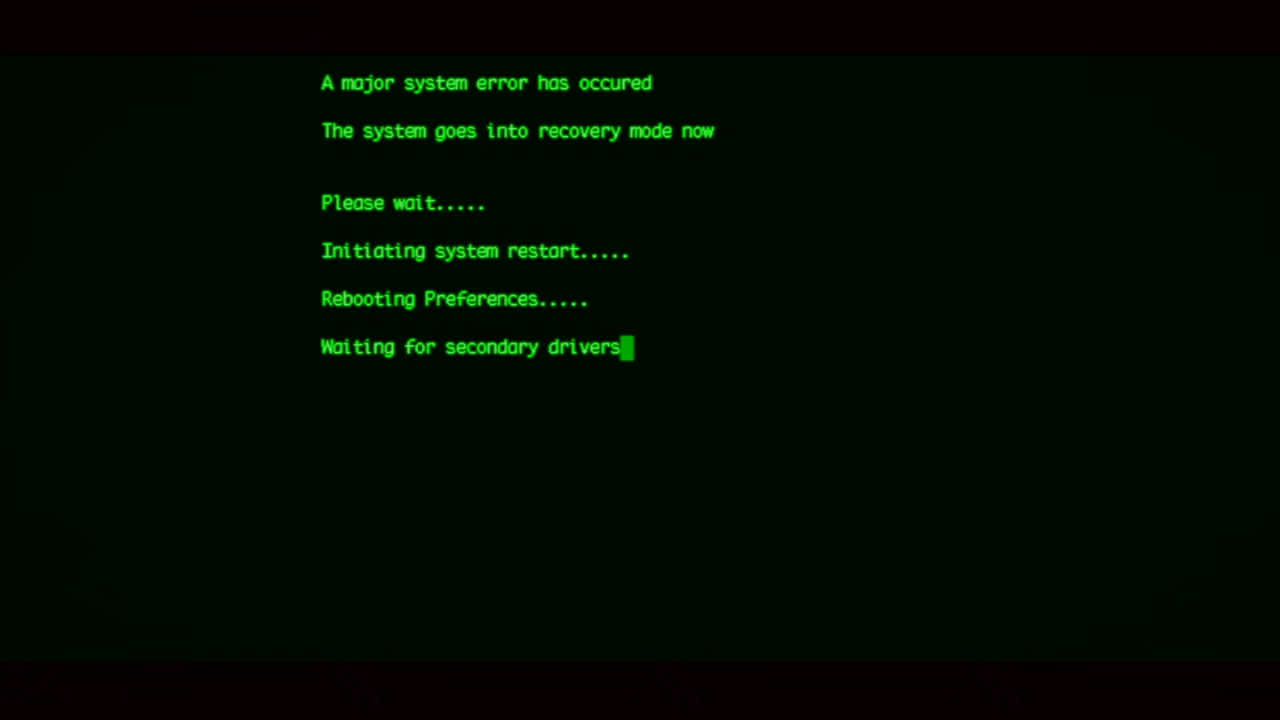 A major system error has occured
The system goes into recovery mode now
Please wait.....
Initiating system restart.....
Rebooting Preferences.....
Waiting for secondary drivers